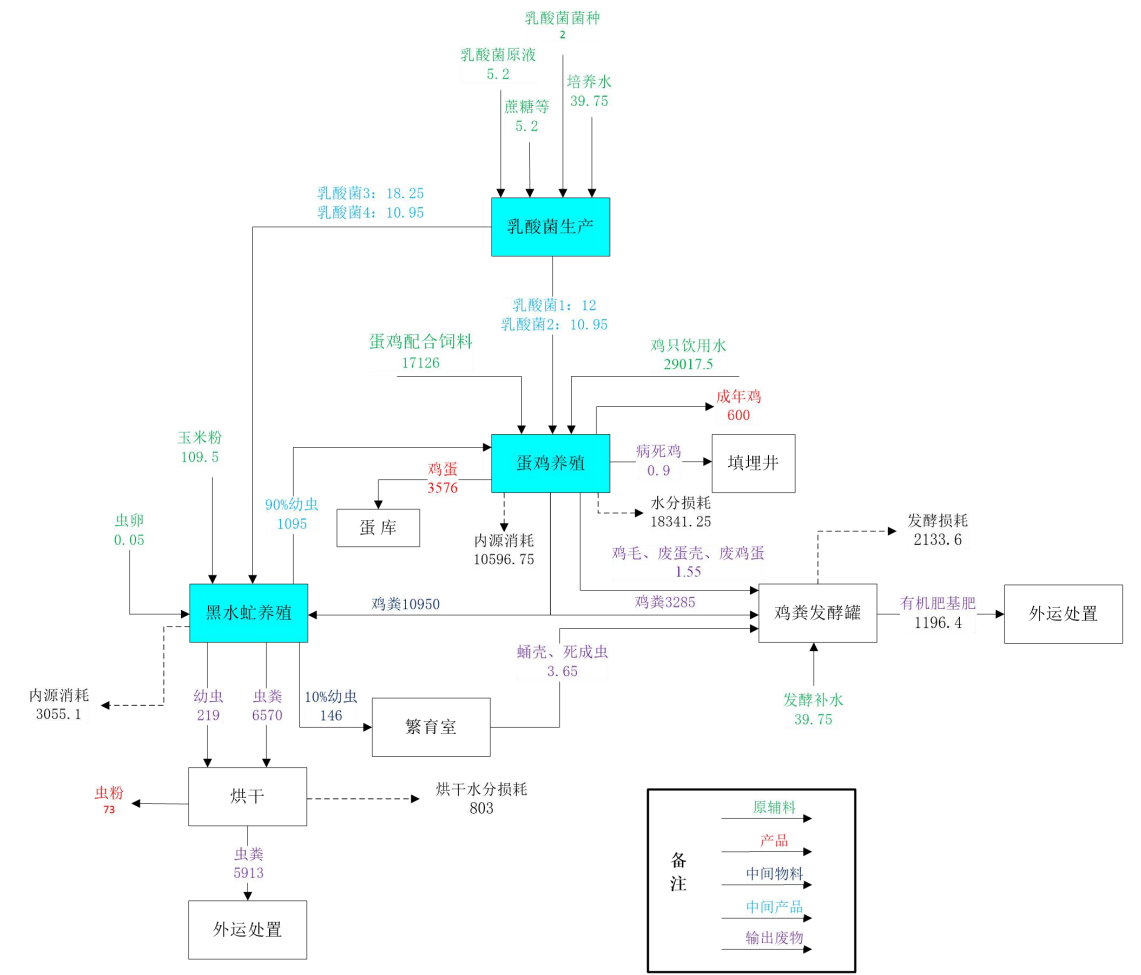 乳酸菌菌种
2
乳酸菌原液
5.2
培养水
39.75
蔗糖等
5.2
乳酸菌3：18.25
乳酸菌4：10.95
乳酸菌生产
乳酸菌1：12
乳酸菌2：10.95
蛋鸡配合饲料
17126
鸡只饮用水
29017.5
成年鸡
600
玉米粉
109.5
鸡蛋
3576
蛋鸡养殖
病死鸡
0.9
填埋井
90%幼虫
1095
蛋库
水分损耗
18341.25
虫卵
0.05
内源消耗
10596.75
发酵损耗
2133.6
鸡毛、废蛋壳、废鸡蛋
1.55
黑水虻养殖
鸡粪10950
鸡粪3285
鸡粪发酵罐
有机肥基肥
1196.4
外运处置
蛹壳、死成虫
3.65
内源消耗
3055.1
幼虫
219
虫粪
6570
10%幼虫
146
繁育室
发酵补水
39.75
虫粉
73
烘干
烘干水分损耗
803
虫粪
5913
外运处置
备注
原辅料
产品
中间物料
中间产品
输出废物